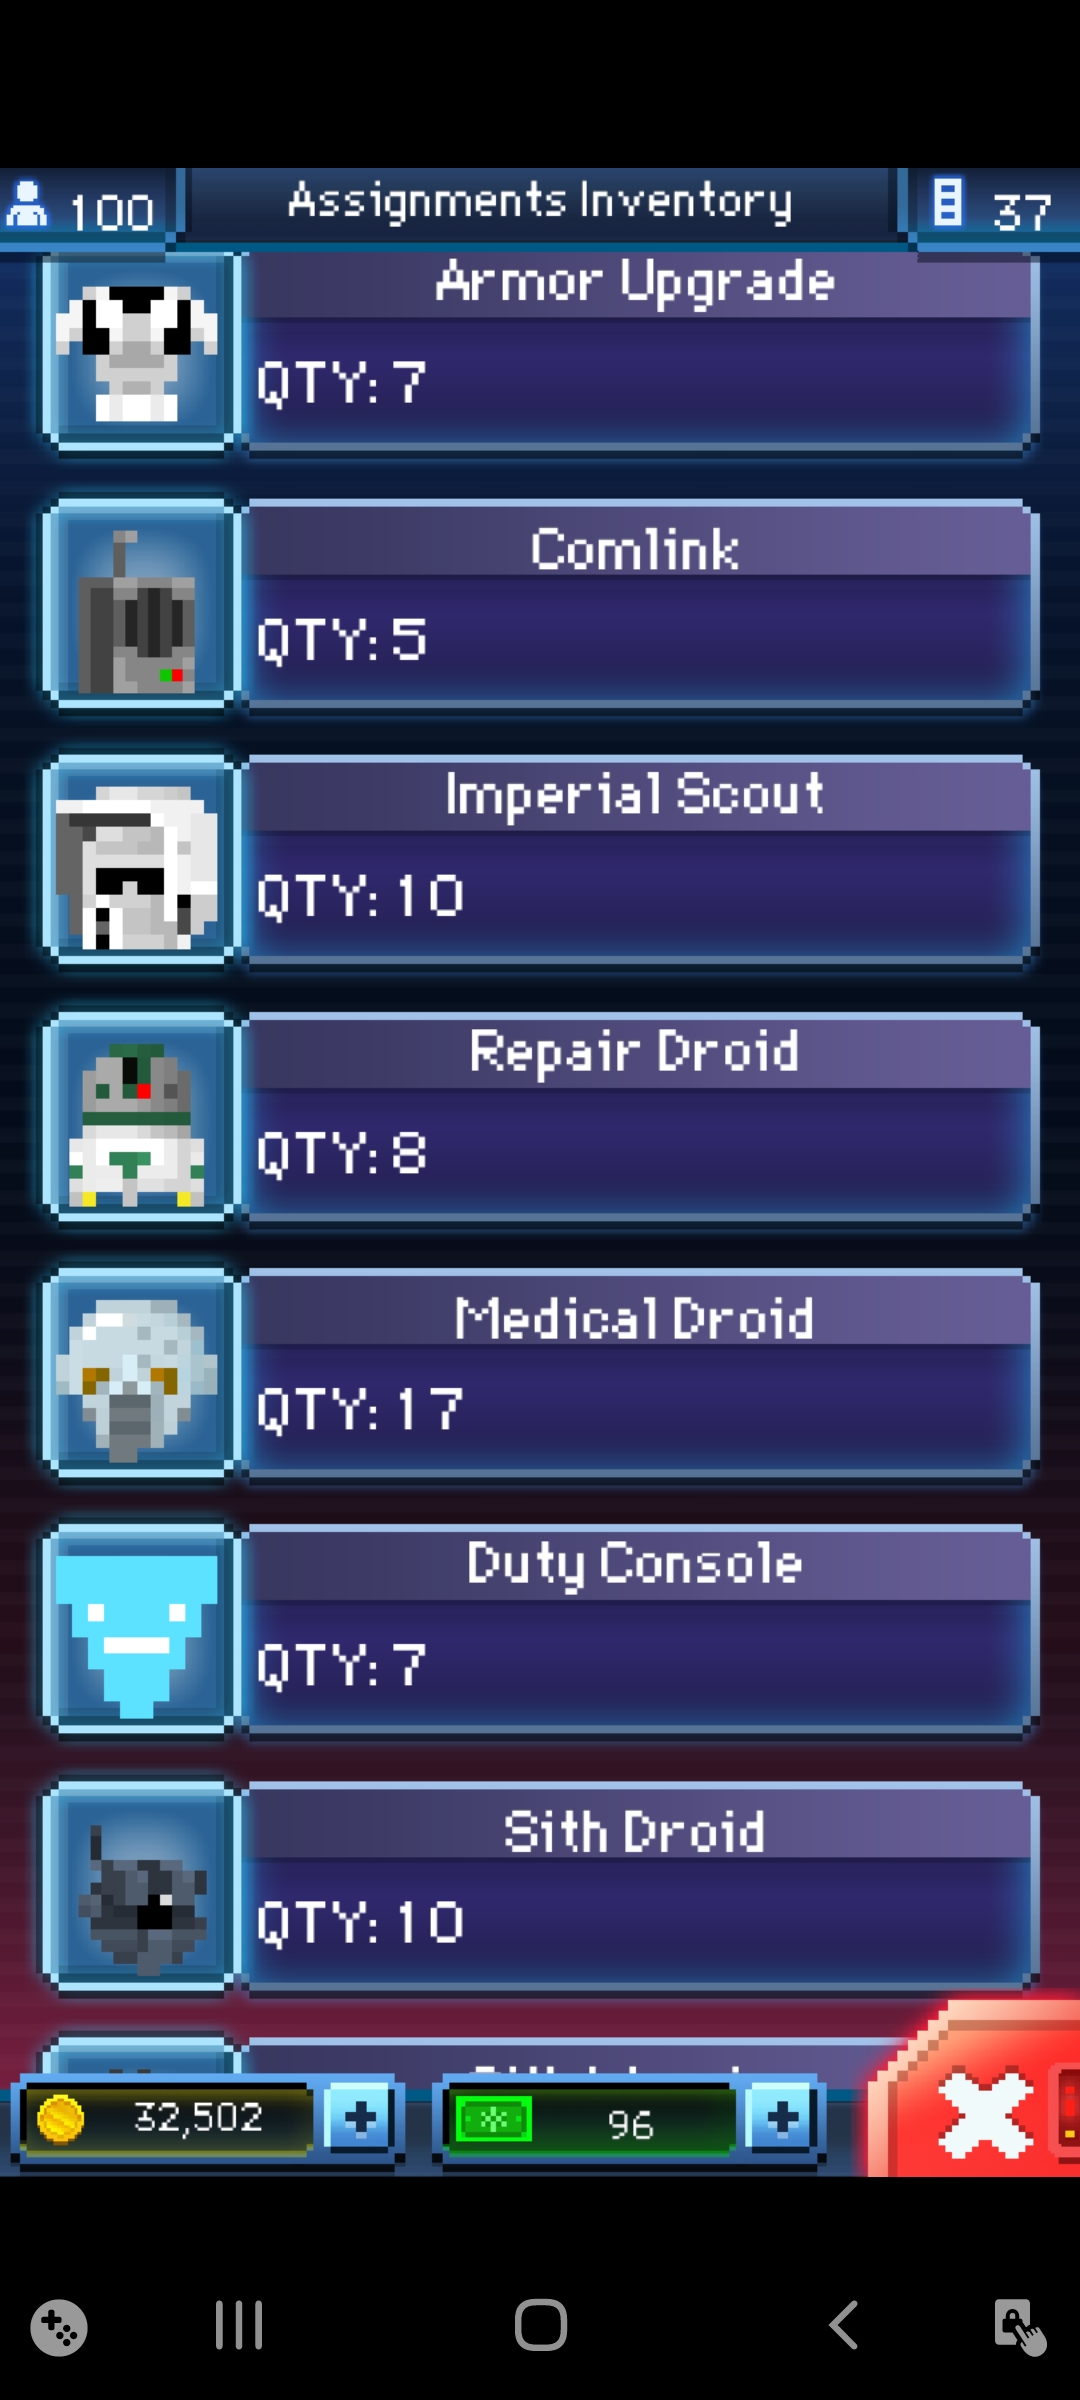 100
Assignments Inventory
37
Armor Upgrade
QTY: 7
Comlink
QTY: 5
Imperial Scout
QTY: 10
Repair Droid
QTY: 8
Medical Droid
QTY: 17
Duty Console
QTY: 7
Sith Droid
QTY: 10
32,502
96